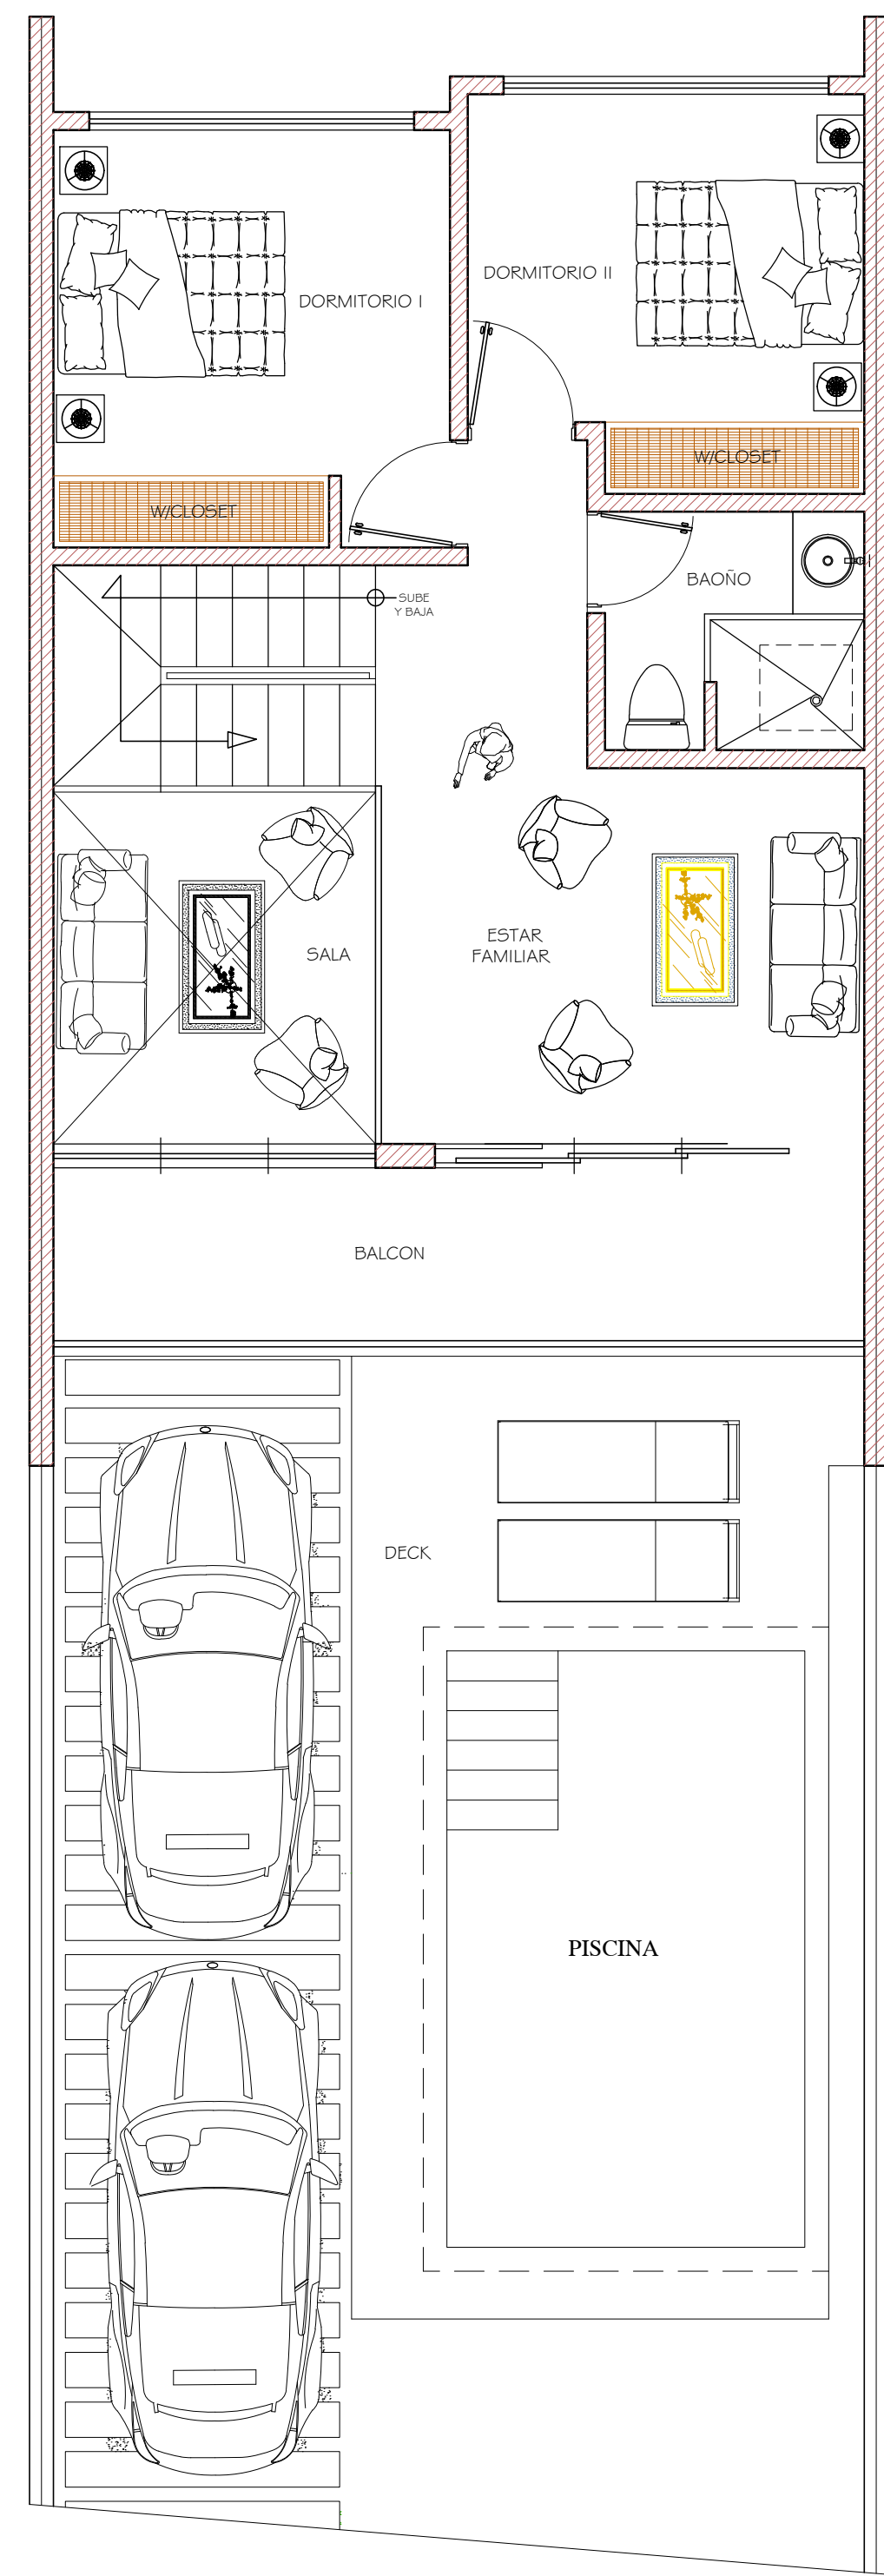 DORMITORIO II
DORMITORIO I
W/CLOSET
W/CLOSET
BAOÑO
SUBE
Y BAJA
ESTAR
FAMILIAR
SALA
BALCON
DECK
PISCINA